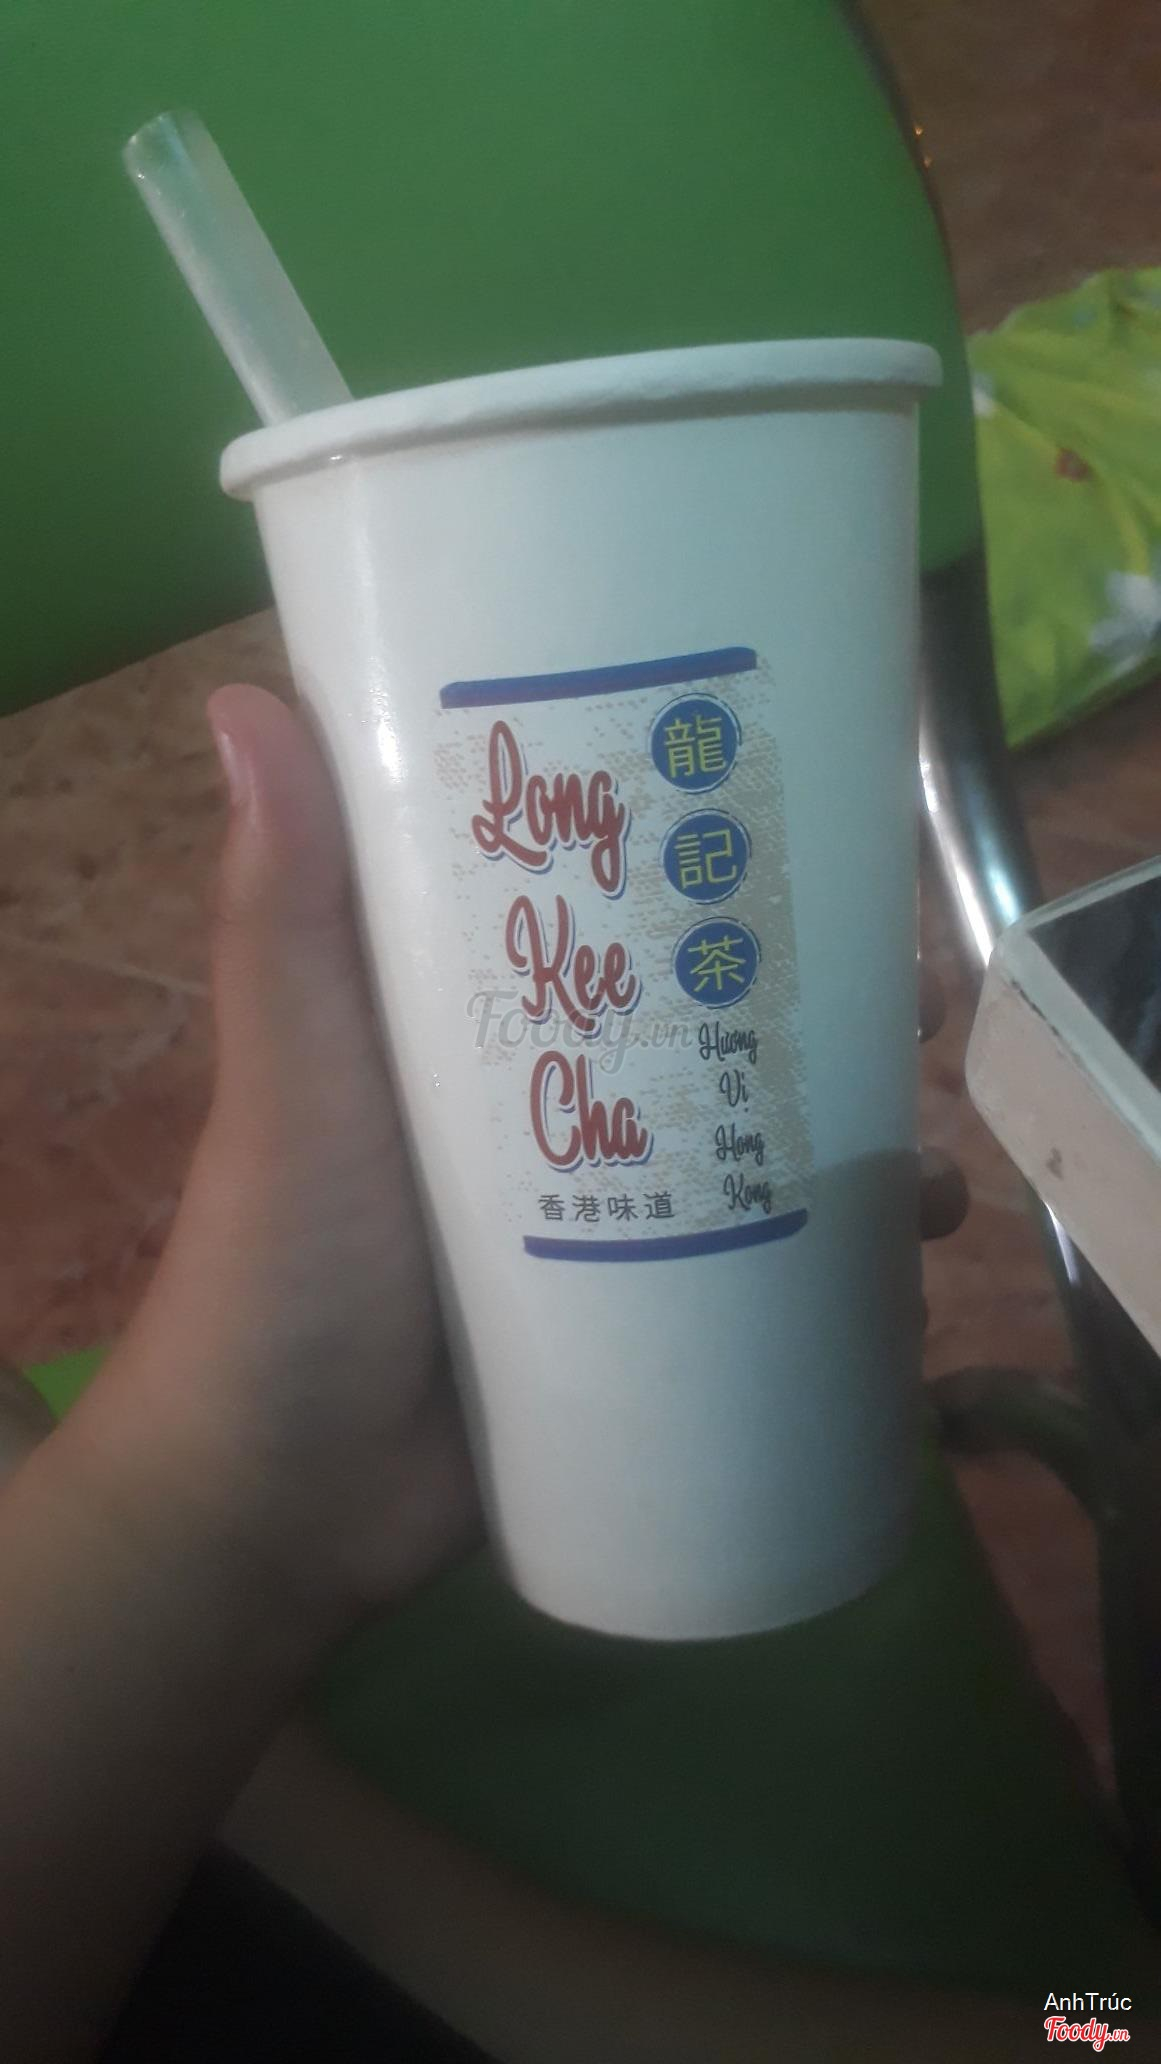 Long
Kee
Cha
龍
記
茶
Hương
Vị
Hong
Kong
香港味道
Foody.vn
AnhTrúc
Foody.vn